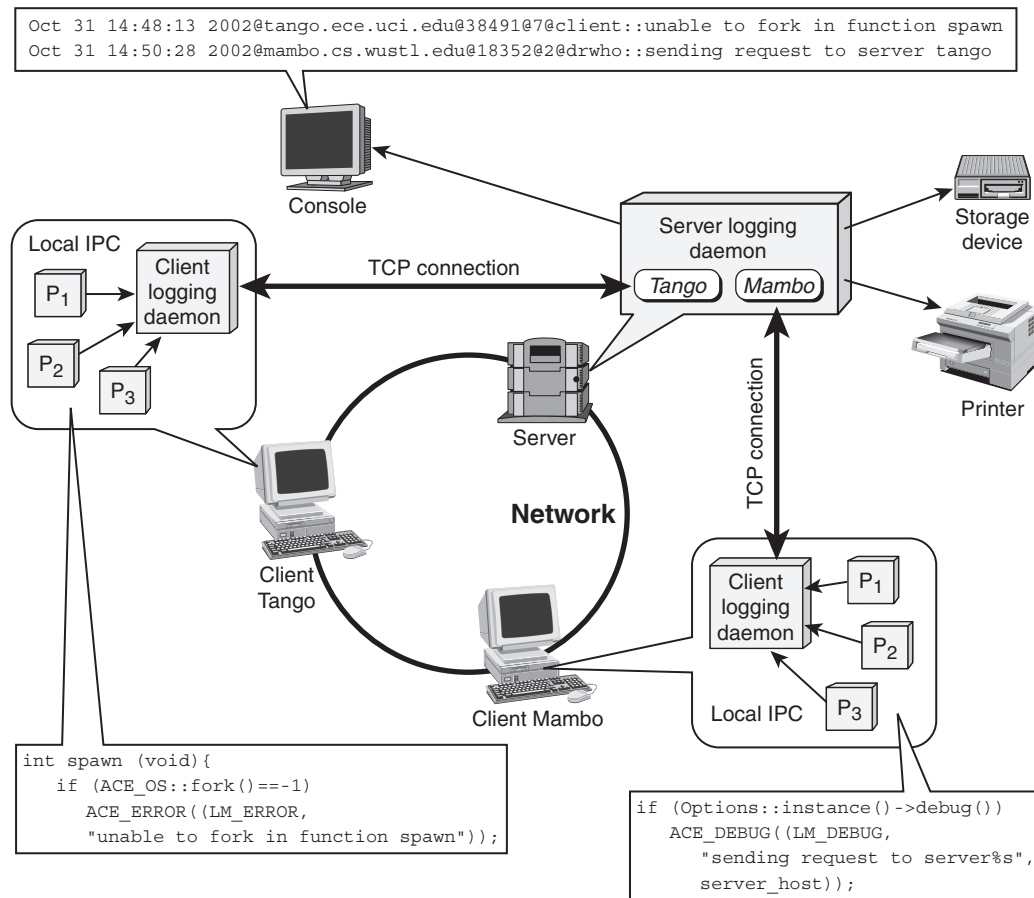 Oct 31 14:48:13 2002@tango.ece.uci.edu@38491@7@client::unable to fork in function spawn
Oct 31 14:50:28 2002@mambo.cs.wustl.edu@18352@2@drwho::sending request to server tango
Console
Storage
device
Server logging
daemon
Tango
Mambo
Local IPC
Client
logging
daemon
P1
P2
P3
TCP connection
Printer
Server
TCP connection
Network
Client
Tango
Client
logging
daemon
P1
P2
P3
Local IPC
Client Mambo
int spawn (void){
if (ACE_OS::fork()==-1)
ACE_ERROR((LM_ERROR,
"unable to fork in function spawn"));
if (Options::instance()->debug())
ACE_DEBUG((LM_DEBUG,
"sending request to server%s",
server_host));